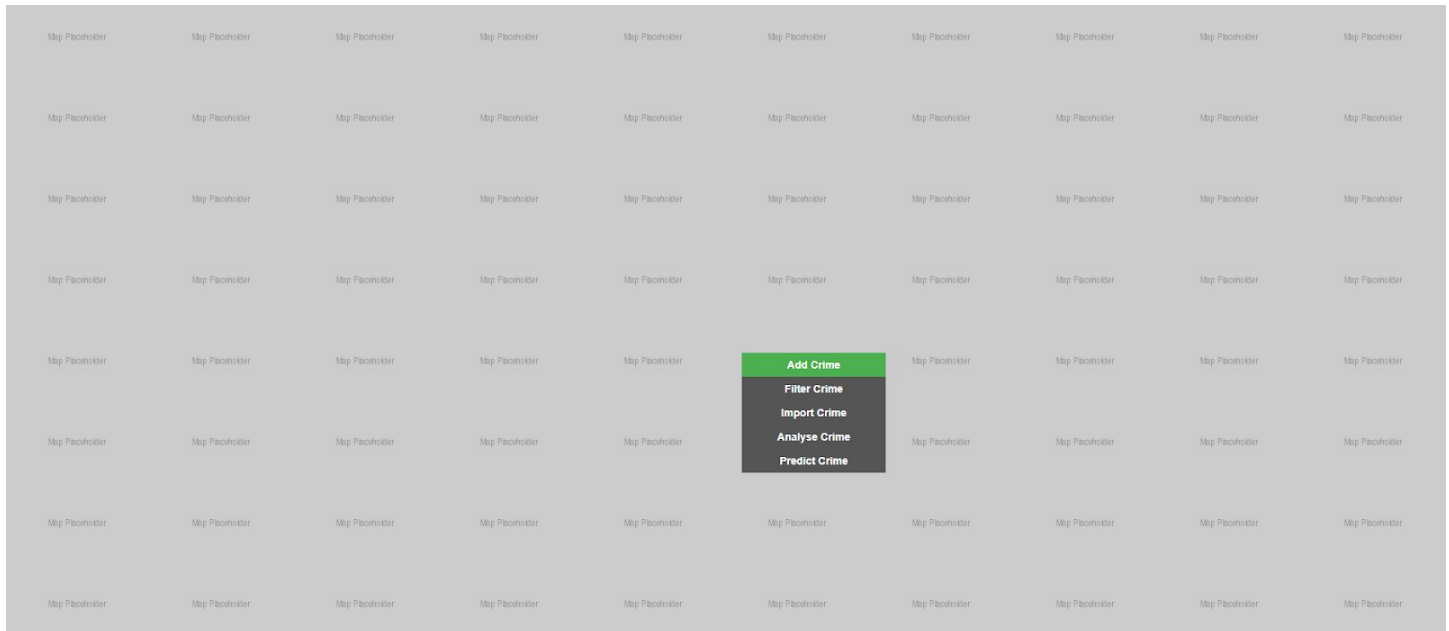 Map Placeholder Map Placeholder Map Placeholder Map Placeholder Map Placeholder Map Placeholder Map Placeholder Map Placeholder Map Placeholder Map Placeholder
Map Placeholder Map Placeholder Map Placeholder Map Placeholder Map Placeholder Map Placeholder Map Placeholder Map Placeholder Map Placeholder Map Placeholder
Map Placeholder Map Placeholder Map Placeholder Map Placeholder Map Placeholder Map Placeholder Map Placeholder Map Placeholder Map Placeholder Map Placeholder
Map Placeholder Map Placeholder Map Placeholder Map Placeholder Map Placeholder Map Placeholder Map Placeholder Map Placeholder Map Placeholder Map Placeholder
Map Placeholder Map Placeholder Map Placeholder Map Placeholder Map Placeholder Map Placeholder Map Placeholder Map Placeholder Map Placeholder
Add Crime
Filter Crime
Import Crime
Analyse Crime
Predict Crime
Map Placeholder Map Placeholder Map Placeholder Map Placeholder Map Placeholder Map Placeholder Map Placeholder Map Placeholder Map Placeholder
Map Placeholder Map Placeholder Map Placeholder Map Placeholder Map Placeholder Map Placeholder Map Placeholder Map Placeholder Map Placeholder Map Placeholder
Map Placeholder Map Placeholder Map Placeholder Map Placeholder Map Placeholder Map Placeholder Map Placeholder Map Placeholder Map Placeholder Map Placeholder